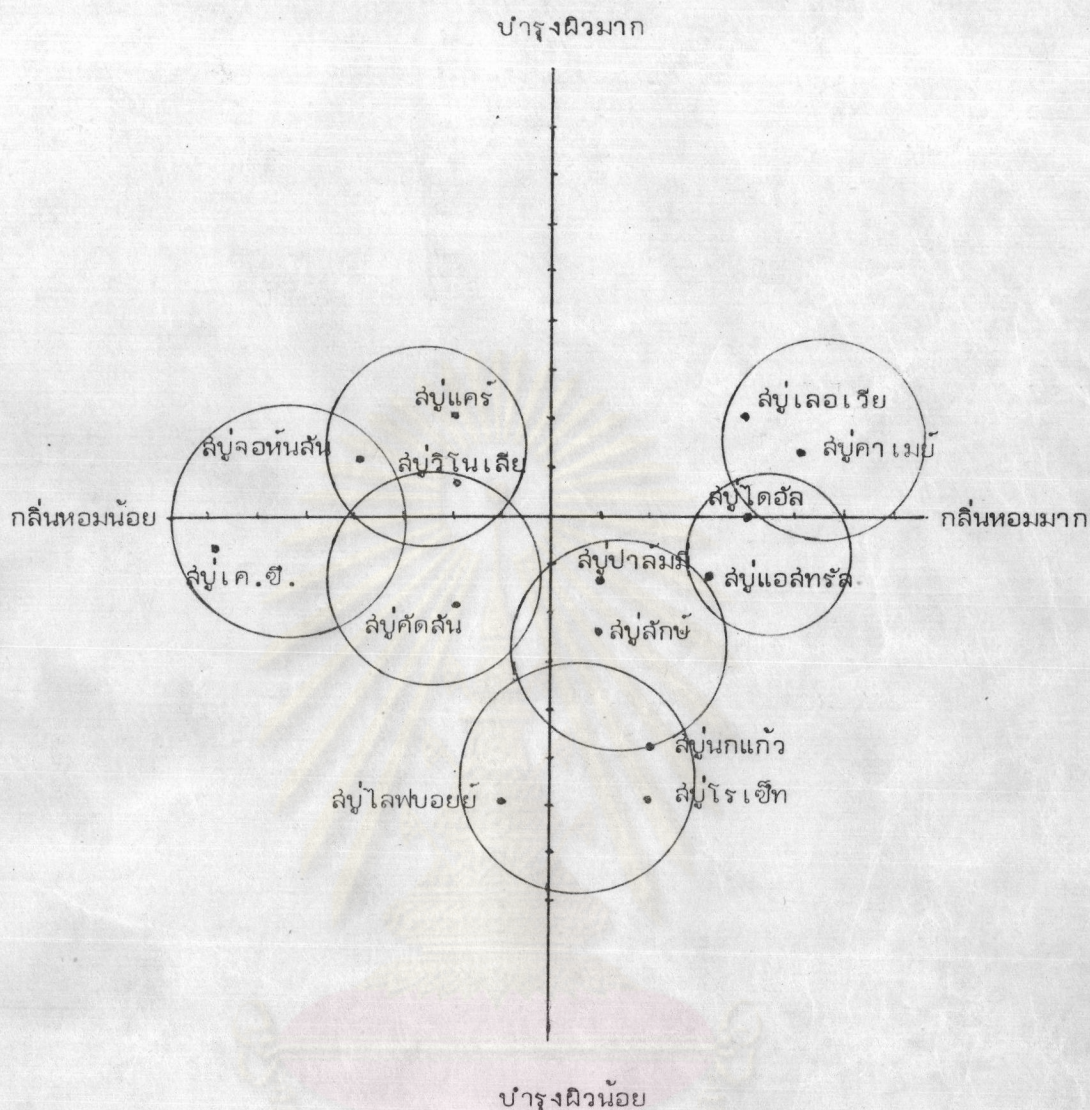 บำรุงผิวมาก
สบู่แคร์
สบู่เลอเวีย
สบู่จอห์นสัน
สบู่วิโนเลีย
สบู่คาเมย์
สบู่ไดอัล
กลิ่นหอมน้อย
กลิ่นหอมมาก
สบู่ปาล์มมี่
สบู่เค.ซี.
สบู่แอสทรัล
สบู่คัดสัน
สบู่ลักษ์
สบู่นกแก้ว
สบู่ไลฟบอยย์
สบู่โรเซ็ท
บำรุงผิวน้อย